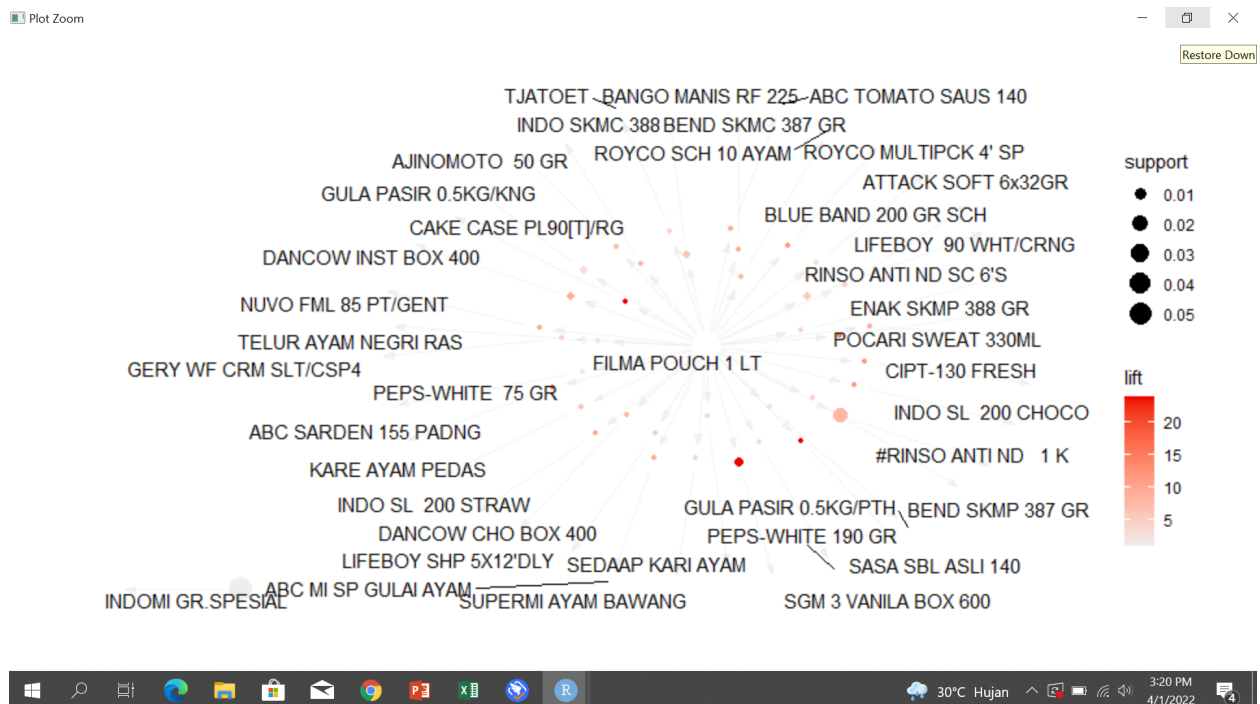 Plot Zoom
Restore Down
TJATOET
BANGO MANIS RF 225
ABC TOMATO SAUS 140
INDO SKMC 388
BEND SKMC 387 GR
AJINOMOTO  50 GR
ROYCO SCH 10 AYAM
ROYCO MULTIPCK 4' SP
support
GULA PASIR 0.5KG/KNG
ATTACK SOFT 6x32GR
0.01
CAKE CASE PL90[T]/RG
BLUE BAND 200 GR SCH
0.02
DANCOW INST BOX 400
LIFEBOY  90 WHT/CRNG
0.03
RINSO ANTI ND SC 6'S
0.04
NUVO FML 85 PT/GENT
ENAK SKMP 388 GR
0.05
TELUR AYAM NEGRI RAS
POCARI SWEAT 330ML
GERY WF CRM SLT/CSP4
FILMA POUCH 1 LT
CIPT-130 FRESH
lift
PEPS-WHITE  75 GR
INDO SL  200 CHOCO
20
ABC SARDEN 155 PADNG
#RINSO ANTI ND   1 K
15
KARE AYAM PEDAS
10
INDO SL  200 STRAW
GULA PASIR 0.5KG/PTH
BEND SKMP 387 GR
5
DANCOW CHO BOX 400
PEPS-WHITE 190 GR
LIFEBOY SHP 5X12'DLY
SEDAAP KARI AYAM
SASA SBL ASLI 140
ABC MI SP GULAI AYAM
INDOMI GR.SPESIAL
SUPERMI AYAM BAWANG
SGM 3 VANILA BOX 600
30°C  Hujan
3:20 PM
4/1/2022
4